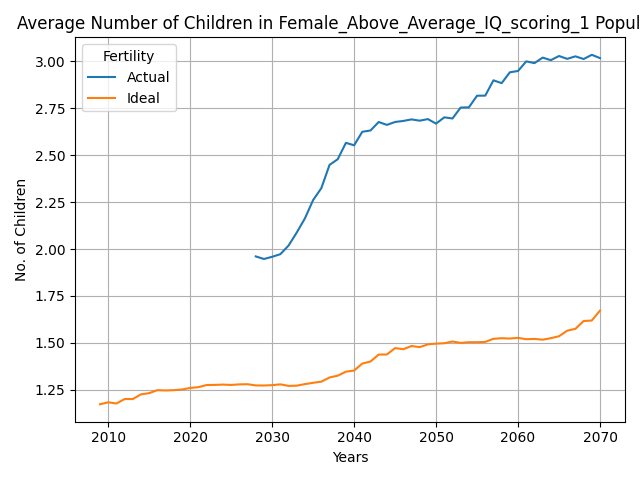 Average Number of Children in Female_Above_Average_IQ_scoring_1 Popul
Fertility
Actual
Ideal
3.00
2.75
2.50
2.25
2.00
1.75
1.50
1.25
No. of Children
2010 2020 2030 2040 2050 2060 2070
Years